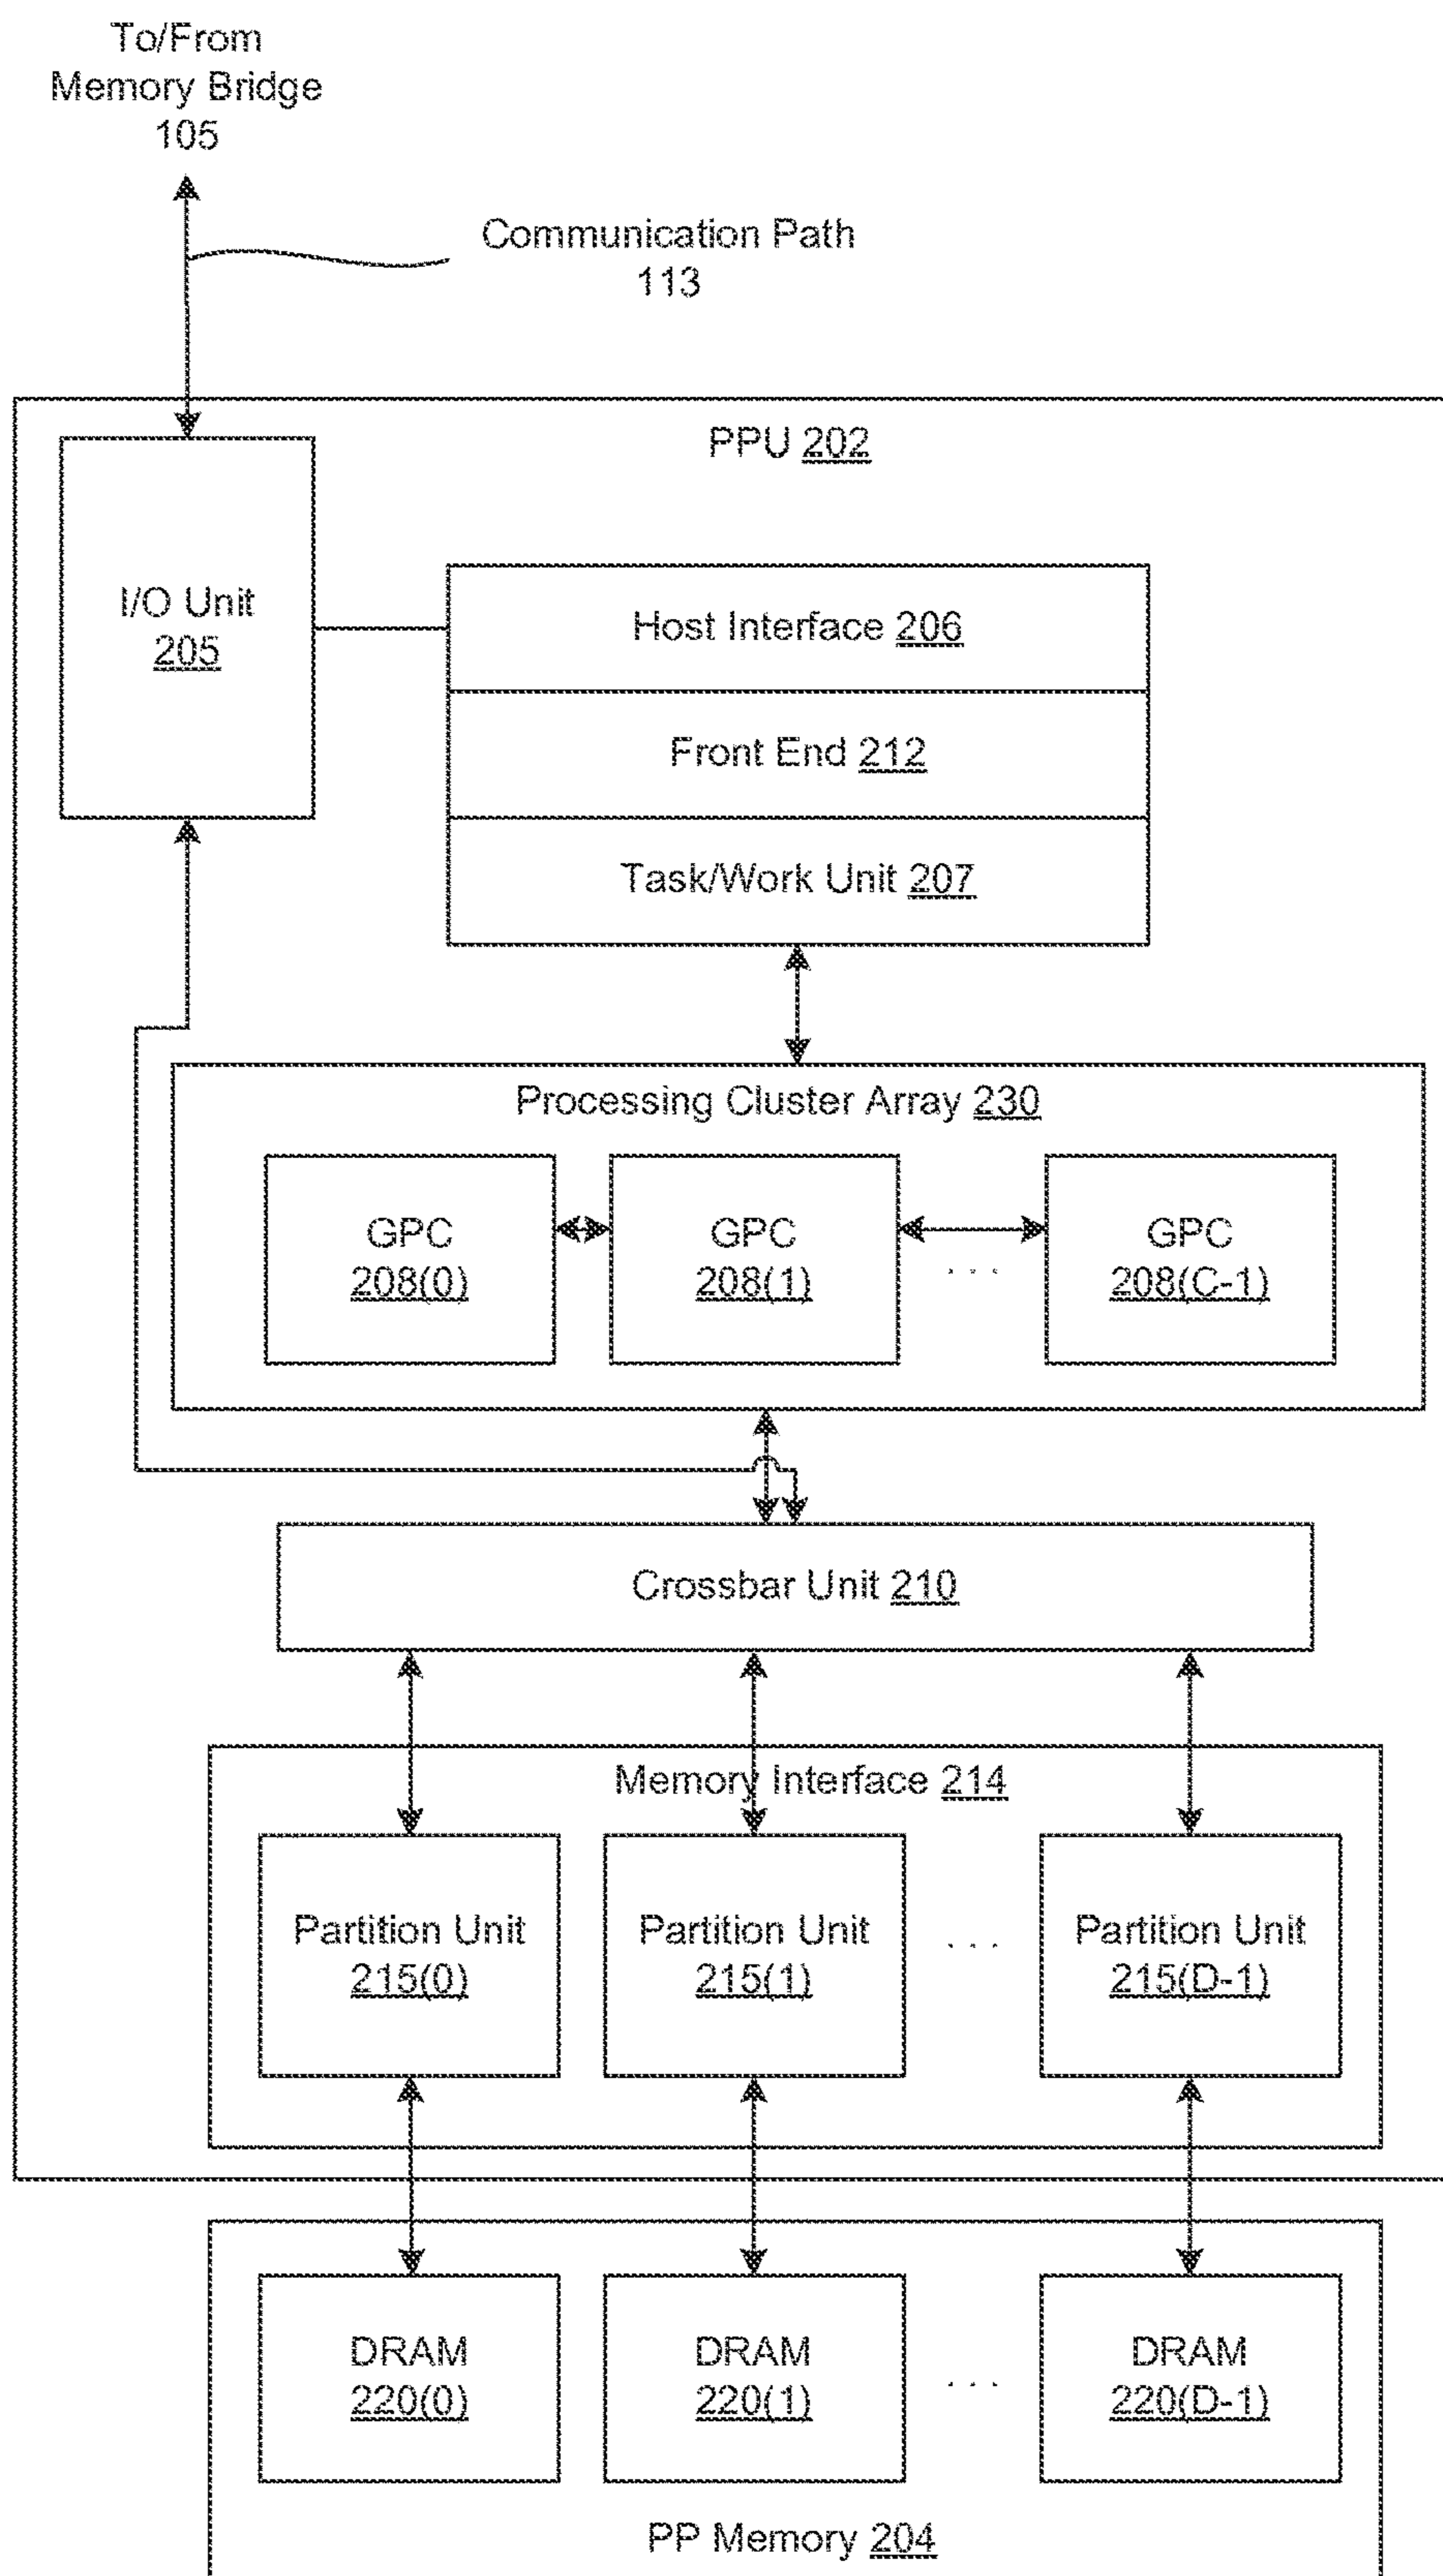 To/From
Memory Bridge
105
Communication Path
113
PPU 202
I/O Unit
205
Host Interface 206
Front End 212
Task/Work Unit 207
Processing Cluster Array 230
GPC
208(0)
GPC
208(1)
. . .
GPC
208(C-1)
Crossbar Unit 210
Memory Interface 214
Partition Unit
215(0)
Partition Unit
215(1)
. . .
Partition Unit
215(D-1)
DRAM
220(0)
DRAM
220(1)
. . .
DRAM
220(D-1)
PP Memory 204